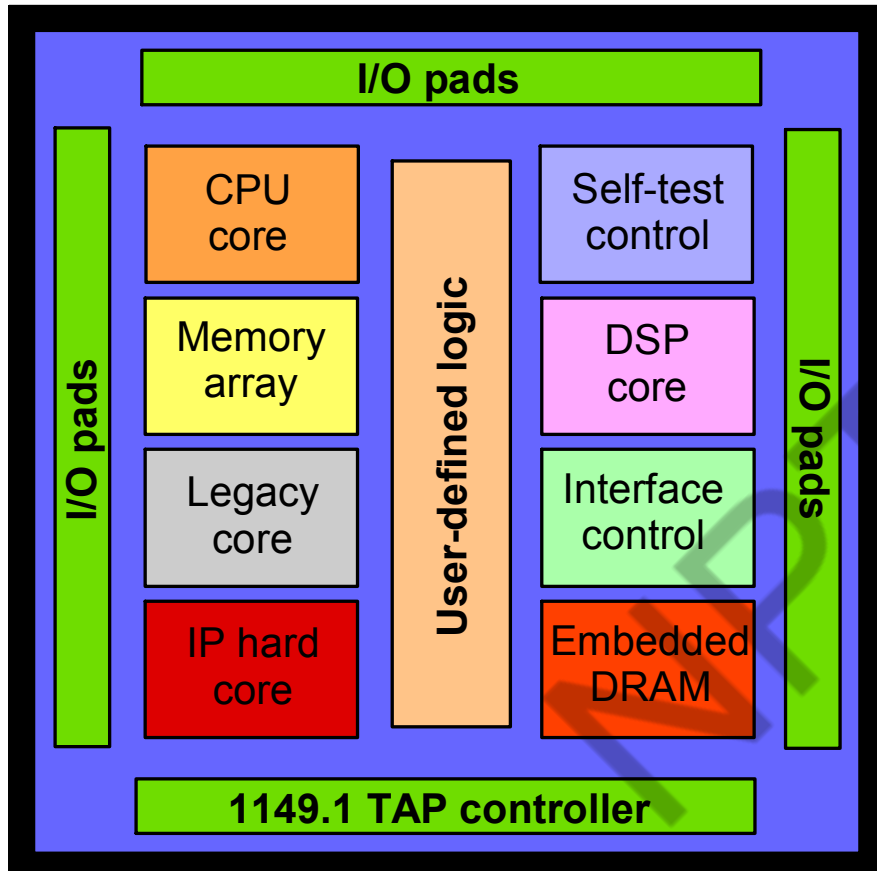 I/O pads
I/O pads
CPU
core
Memory
array
Legacy
core
IP hard
core
User-defined logic
Self-test
control
DSP
core
Interface
control
Embedded
DRAM
I/O pads
1149.1 TAP controller
NPT